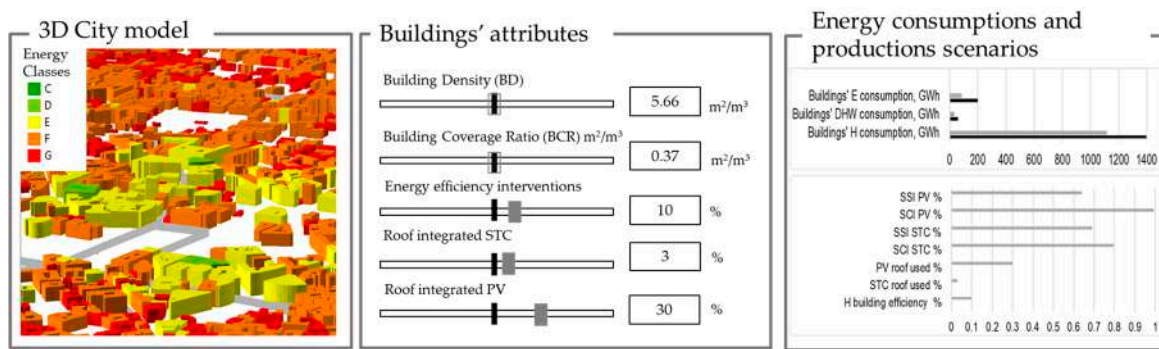 3D City model
Energy
Classes
C
D
E
F
G
Buildings’ attributes
Building Density (BD)
5.66
m²/m³
Building Coverage Ratio (BCR) m²/m³
0.37
m²/m³
Energy efficiency interventions
10
%
Roof integrated STC
3
%
Roof integrated PV
30
%
Energy consumptions and
productions scenarios
Buildings' E consumption, GWh
Buildings' DHW consumption, GWh
Buildings' H consumption, GWh
0 200 400 600 800 1000 1200 1400
SSI PV %
SCI PV %
SSI STC %
SCI STC %
PV roof used %
STC roof used %
H building efficiency %
0 0.1 0.2 0.3 0.4 0.5 0.6 0.7 0.8 0.9 1